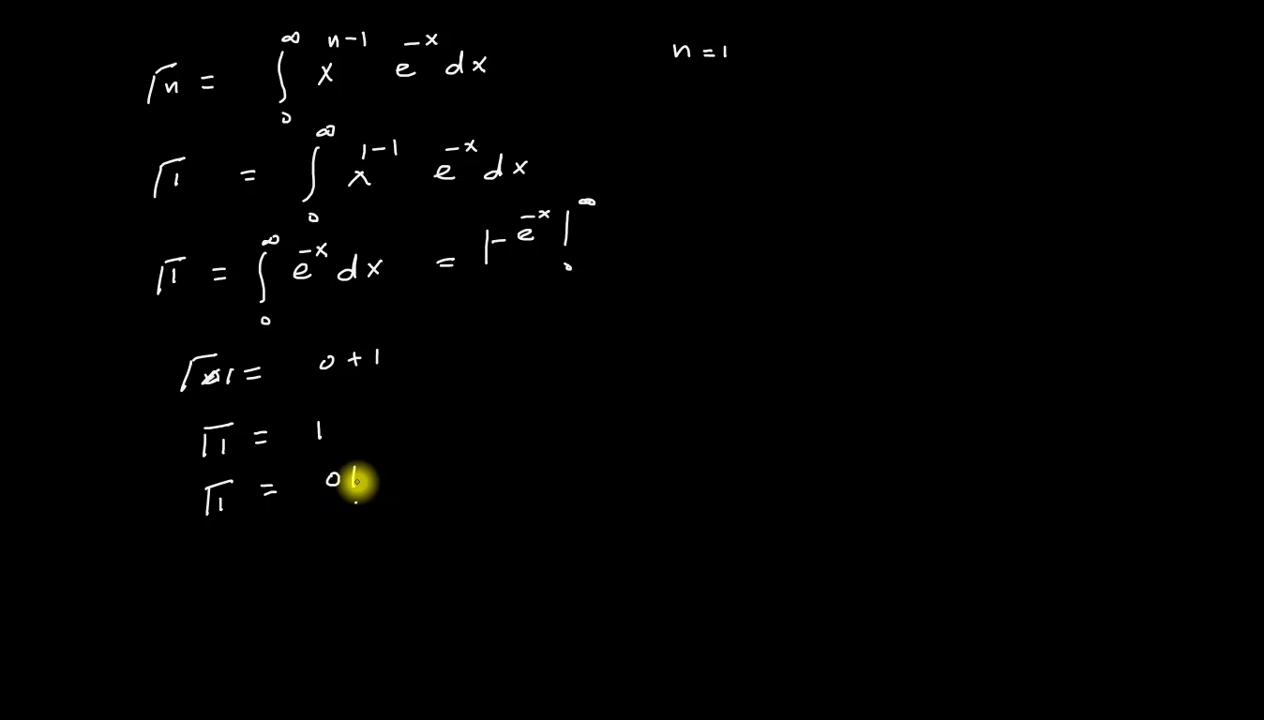 Γn = ∫₀^∞ x^(n-1) e^(-x) dx n = 1
Γ1 = ∫₀^∞ x^(1-1) e^(-x) dx
Γ1 = ∫₀^∞ e^(-x) dx = |-e^(-x)|₀^∞
Γ1 = 0 + 1
Γ1 = 1
Γ1 = 0!